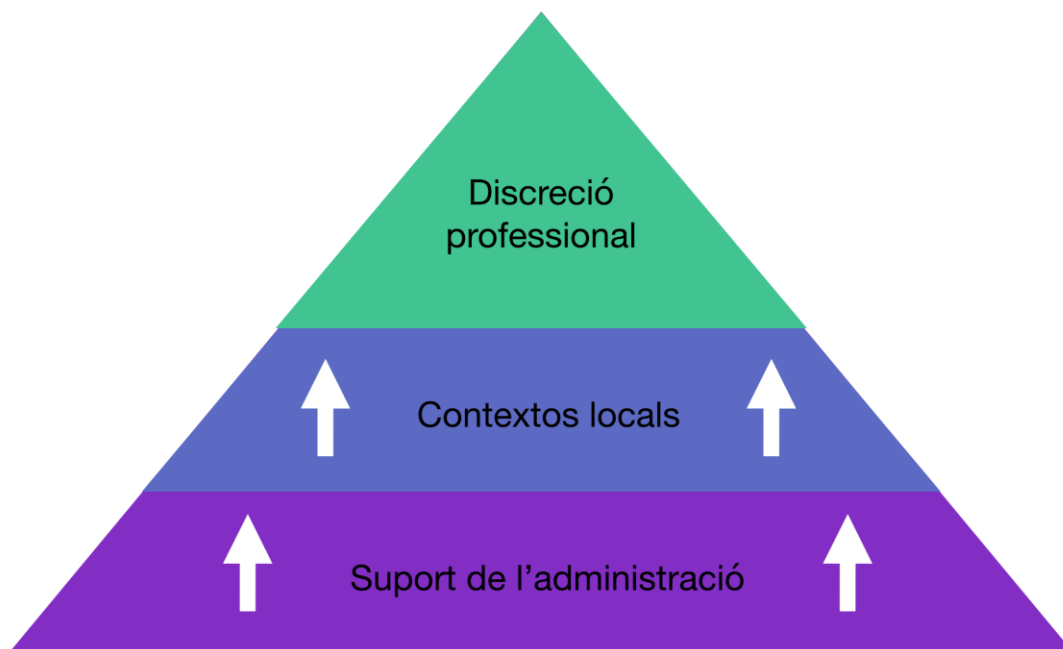 Discreció
professional
Contextos locals
Suport de l’administració